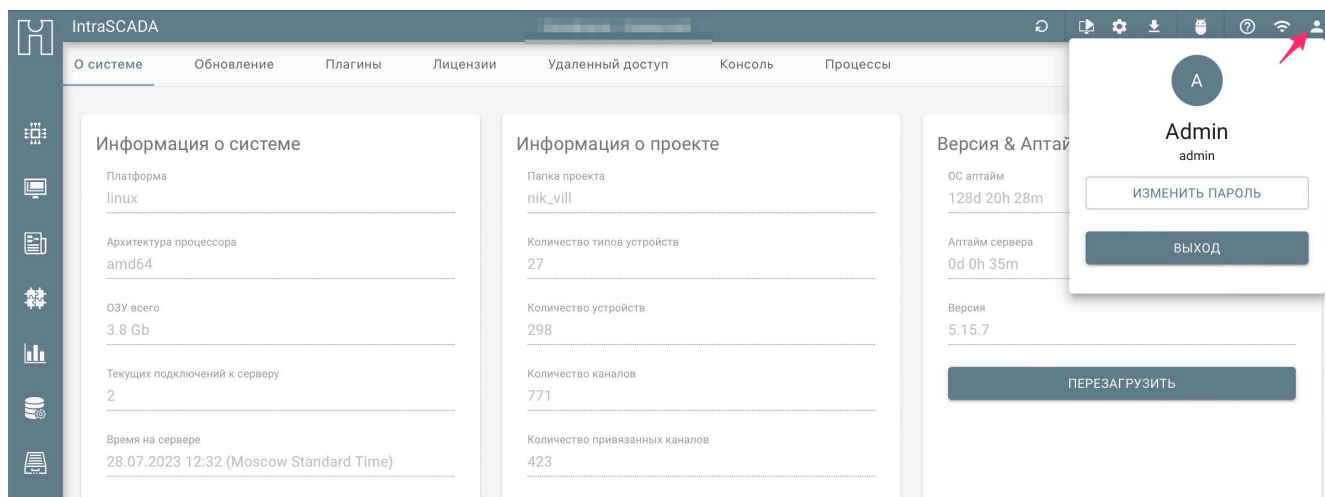 IntraSCADA
О системе
Обновление
Плагины
Лицензии
Удаленный доступ
Консоль
Процессы
A
Admin
admin
ИЗМЕНИТЬ ПАРОЛЬ
ВЫХОД
Информация о системе
Платформа
linux
Архитектура процессора
amd64
ОЗУ всего
3.8 Gb
Текущих подключений к серверу
2
Время на сервере
28.07.2023 12:32 (Moscow Standard Time)
Информация о проекте
Папка проекта
nik_vill
Количество типов устройств
27
Количество устройств
298
Количество каналов
771
Количество привязанных каналов
423
Версия & Аптай
ОС аптайм
128d 20h 28m
Аптайм сервера
0d 0h 35m
Версия
5.15.7
ПЕРЕЗАГРУЗИТЬ